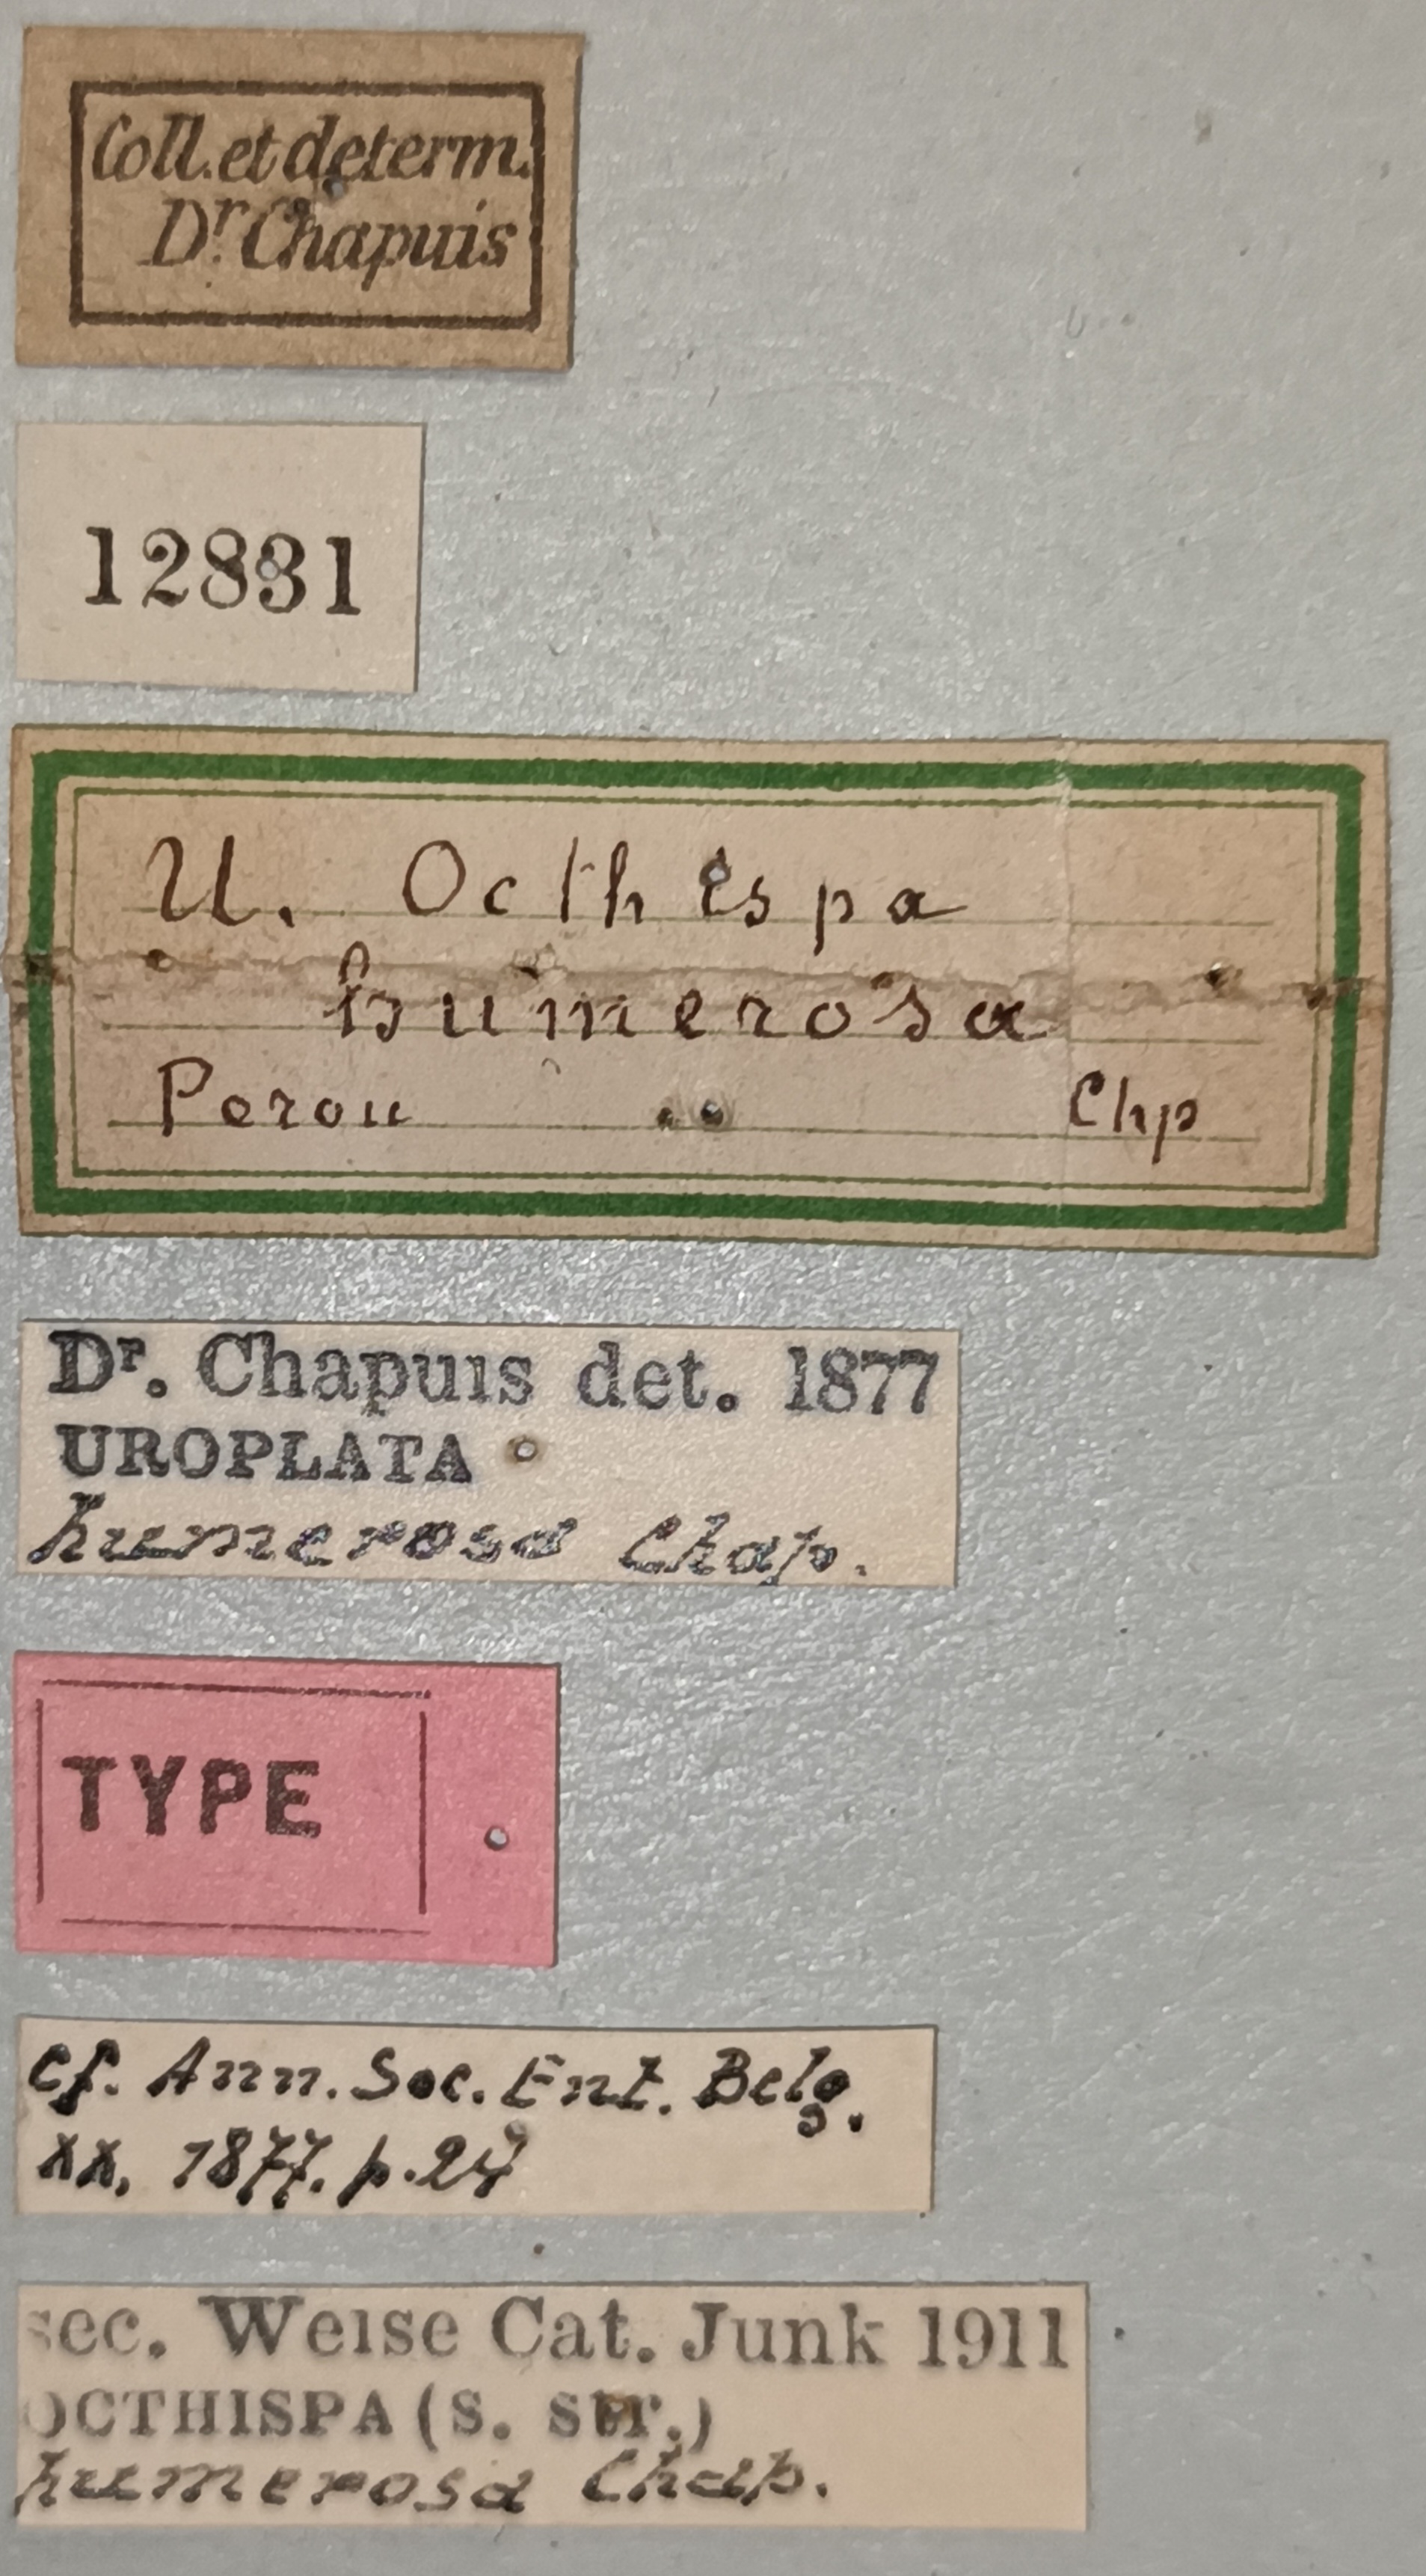 Coll. et determ.
Dr. Chapuis
12831
U. Octhispa
humerosa
Perou Chp
Dr. Chapuis det. 1877
UROPLATA
humerosa Chap.
TYPE
cf. Ann. Soc. Ent. Belg.
XX, 1877. p. 24
sec. Weise Cat. Junk 1911
OCTHISPA (S. STR.)
humerosa Chap.